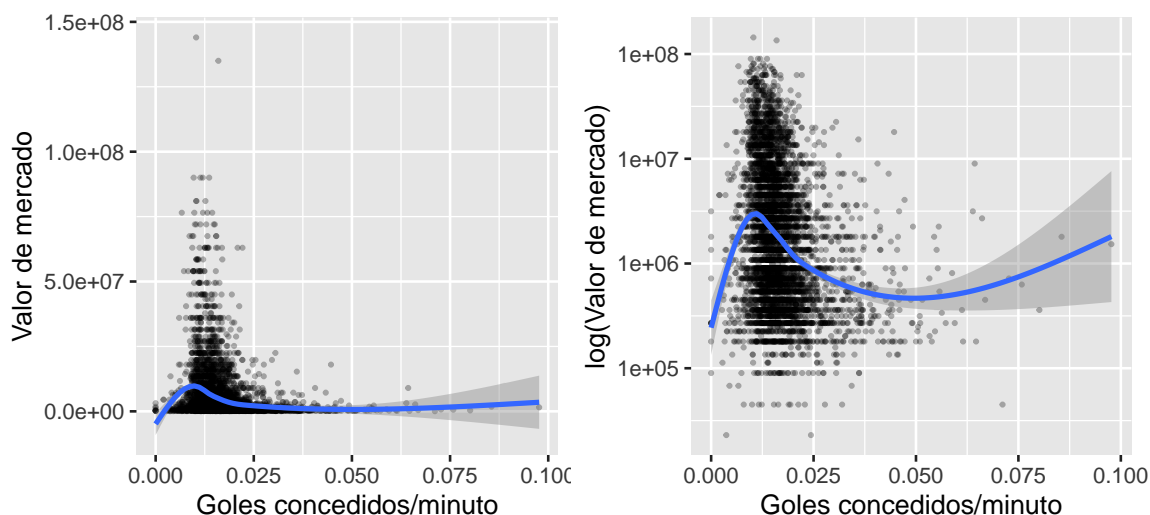 Valor de mercado
1.5e+08
1.0e+08
5.0e+07
0.0e+00
0.000 0.025 0.050 0.075 0.100
Goles concedidos/minuto
log(Valor de mercado)
1e+08
1e+07
1e+06
1e+05
0.000 0.025 0.050 0.075 0.100
Goles concedidos/minuto